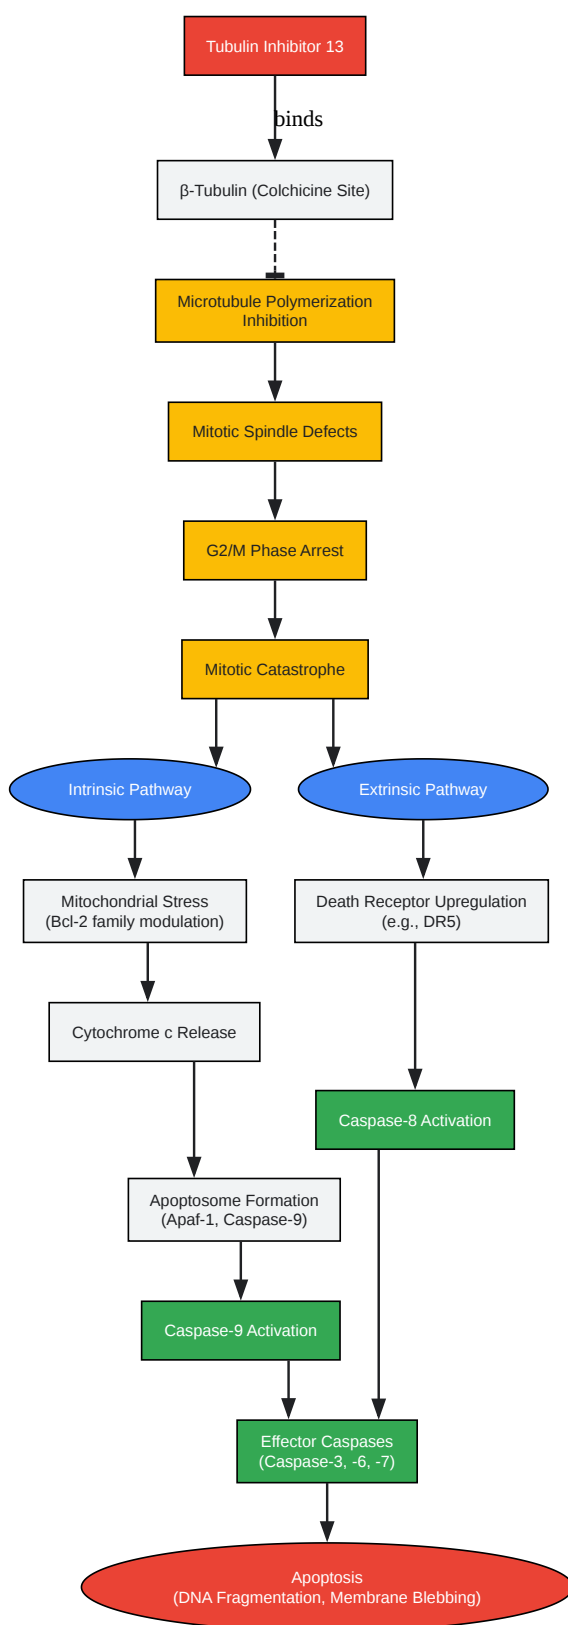 Tubulin Inhibitor 13
binds
β-Tubulin (Colchicine Site)
Microtubule Polymerization
Inhibition
Mitotic Spindle Defects
G2/M Phase Arrest
Mitotic Catastrophe
Intrinsic Pathway
Extrinsic Pathway
Mitochondrial Stress
(Bcl-2 family modulation)
Death Receptor Upregulation
(e.g., DR5)
Cytochrome c Release
Caspase-8 Activation
Apoptosome Formation
(Apaf-1, Caspase-9)
Caspase-9 Activation
Effector Caspases
(Caspase-3, -6, -7)
Apoptosis
(DNA Fragmentation, Membrane Blebbing)